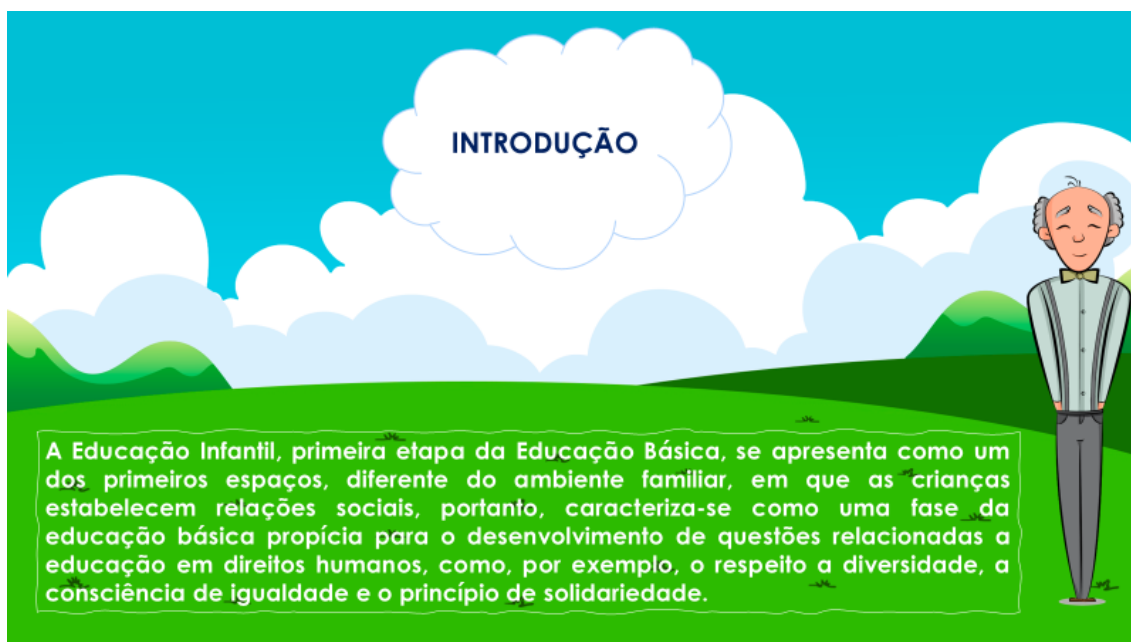 INTRODUÇÃO
A Educação Infantil, primeira etapa da Educação Básica, se apresenta como um
dos primeiros espaços, diferente do ambiente familiar, em que as crianças
estabelecem relações sociais, portanto, caracteriza-se como uma fase da
educação básica propícia para o desenvolvimento de questões relacionadas a
educação em direitos humanos, como, por exemplo, o respeito a diversidade, a
consciência de igualdade e o princípio de solidariedade.